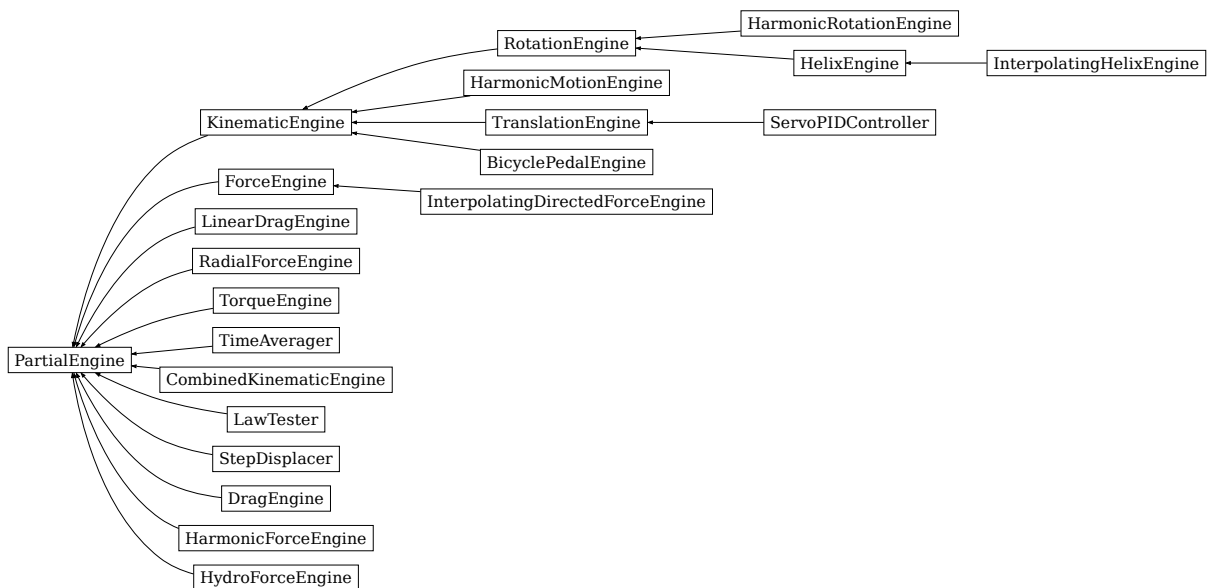 HarmonicRotationEngine
RotationEngine
HelixEngine
InterpolatingHelixEngine
HarmonicMotionEngine
KinematicEngine
TranslationEngine
ServoPIDController
BicyclePedalEngine
ForceEngine
InterpolatingDirectedForceEngine
LinearDragEngine
RadialForceEngine
TorqueEngine
TimeAverager
PartialEngine
CombinedKinematicEngine
LawTester
StepDisplacer
DragEngine
HarmonicForceEngine
HydroForceEngine